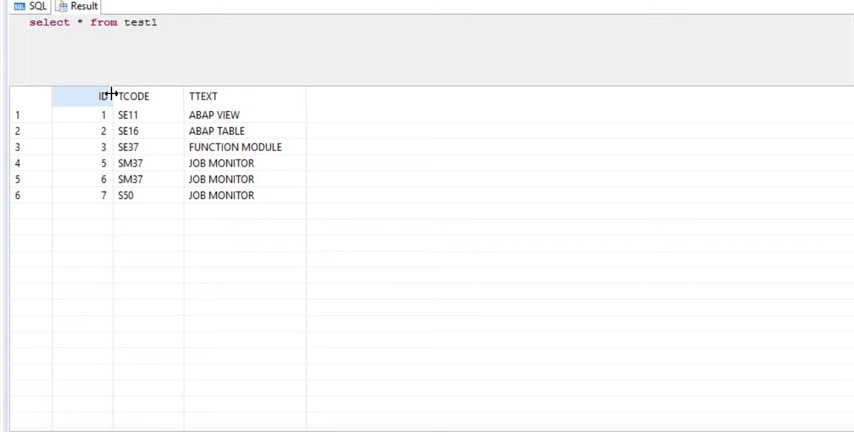 SQL Result
select * from test1
ID TCODE TTEXT
1 1 SE11 ABAP VIEW
2 2 SE16 ABAP TABLE
3 3 SE37 FUNCTION MODULE
4 5 SM37 JOB MONITOR
5 6 SM37 JOB MONITOR
6 7 S50 JOB MONITOR